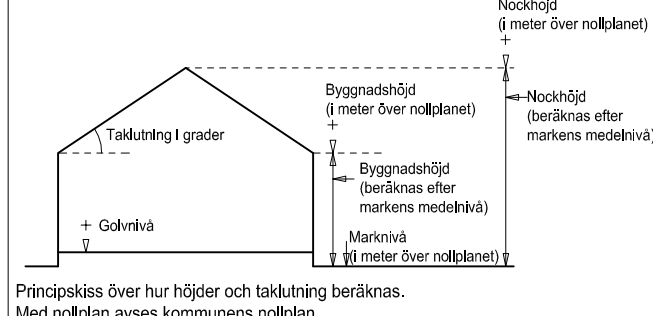 Nockhöjd
(i meter över nollplanet)
+
Byggnadshöjd
(i meter över nollplanet)
+
Nockhöjd
(beräknas efter
markens medelnivå)
Taklutning i grader
Byggnadshöjd
(beräknas efter
markens medelnivå)
+ Golvnivå
Marknivå
(i meter över nollplanet)
Principskiss över hur höjder och taklutning beräknas.
Med nollplan avses kommunens nollplan